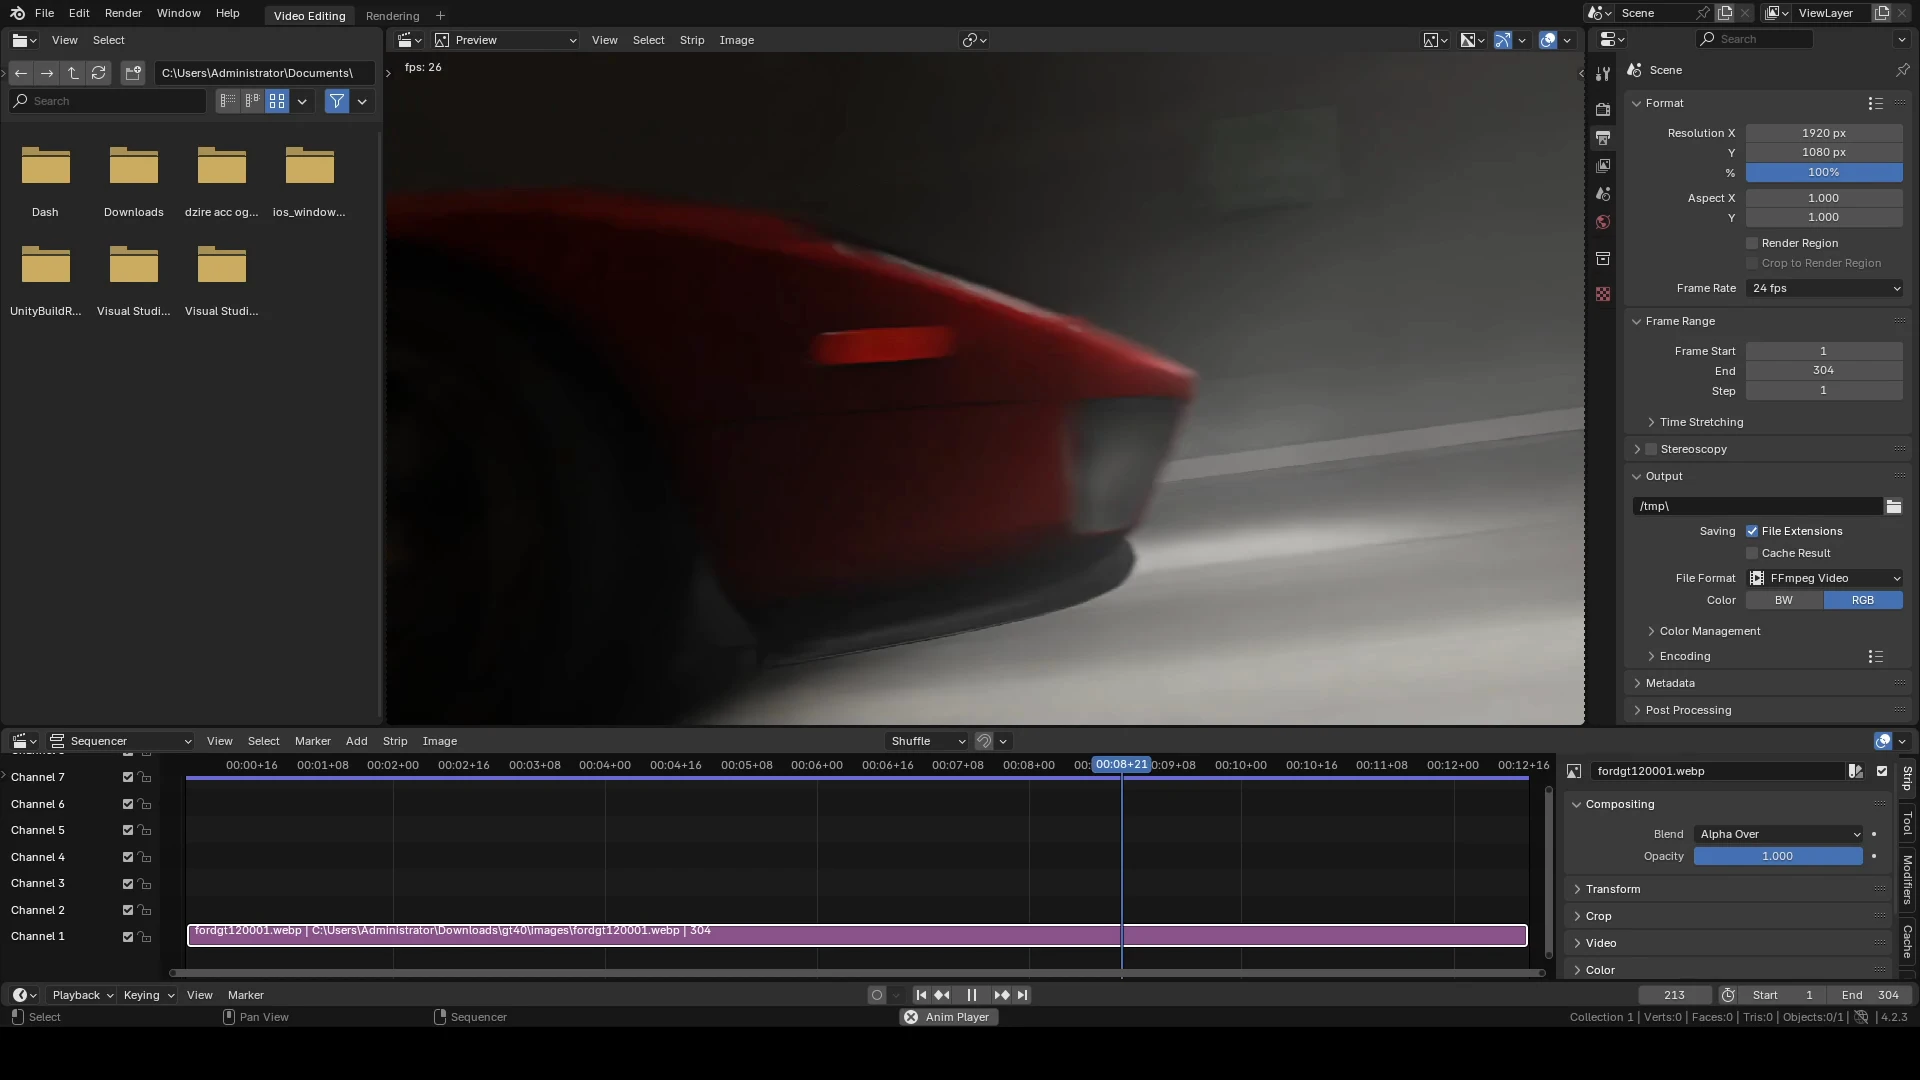 File Edit Render Window Help Video Editing Rendering + Scene ViewLayer
View Select
C:\Users\Administrator\Documents\
Search
Dash Downloads dzire acc og... ios_window...
UnityBuildR... Visual Studi... Visual Studi...
Preview View Select Strip Image
fps: 26
Search
Scene
Format
Resolution X 1920 px
Y 1080 px
% 100%
Aspect X 1.000
Y 1.000
Render Region
Crop to Render Region
Frame Rate 24 fps
Frame Range
Frame Start 1
End 304
Step 1
Time Stretching
Stereoscopy
Output
/tmp\
Saving File Extensions
Cache Result
File Format FFmpeg Video
Color BW RGB
Color Management
Encoding
Metadata
Post Processing
Sequencer View Select Marker Add Strip Image Shuffle
00:00+16 00:01+08 00:02+00 00:02+16 00:03+08 00:04+00 00:04+16 00:05+08 00:06+00 00:06+16 00:07+08 00:08+00 00: 00:08+21 0:09+08 00:10+00 00:10+16 00:11+08 00:12+00 00:12+16
Channel 7
Channel 6
Channel 5
Channel 4
Channel 3
Channel 2
Channel 1
fordgt120001.webp | C:\Users\Administrator\Downloads\gt40\images\fordgt120001.webp | 304
fordgt120001.webp
Compositing
Blend Alpha Over
Opacity 1.000
Transform
Crop
Video
Color
Strip
Tool
Modifiers
Cache
Playback Keying View Marker 213 Start 1 End 304
Select Pan View Sequencer Anim Player Collection 1 | Verts:0 | Faces:0 | Tris:0 | Objects:0/1 | 4.2.3